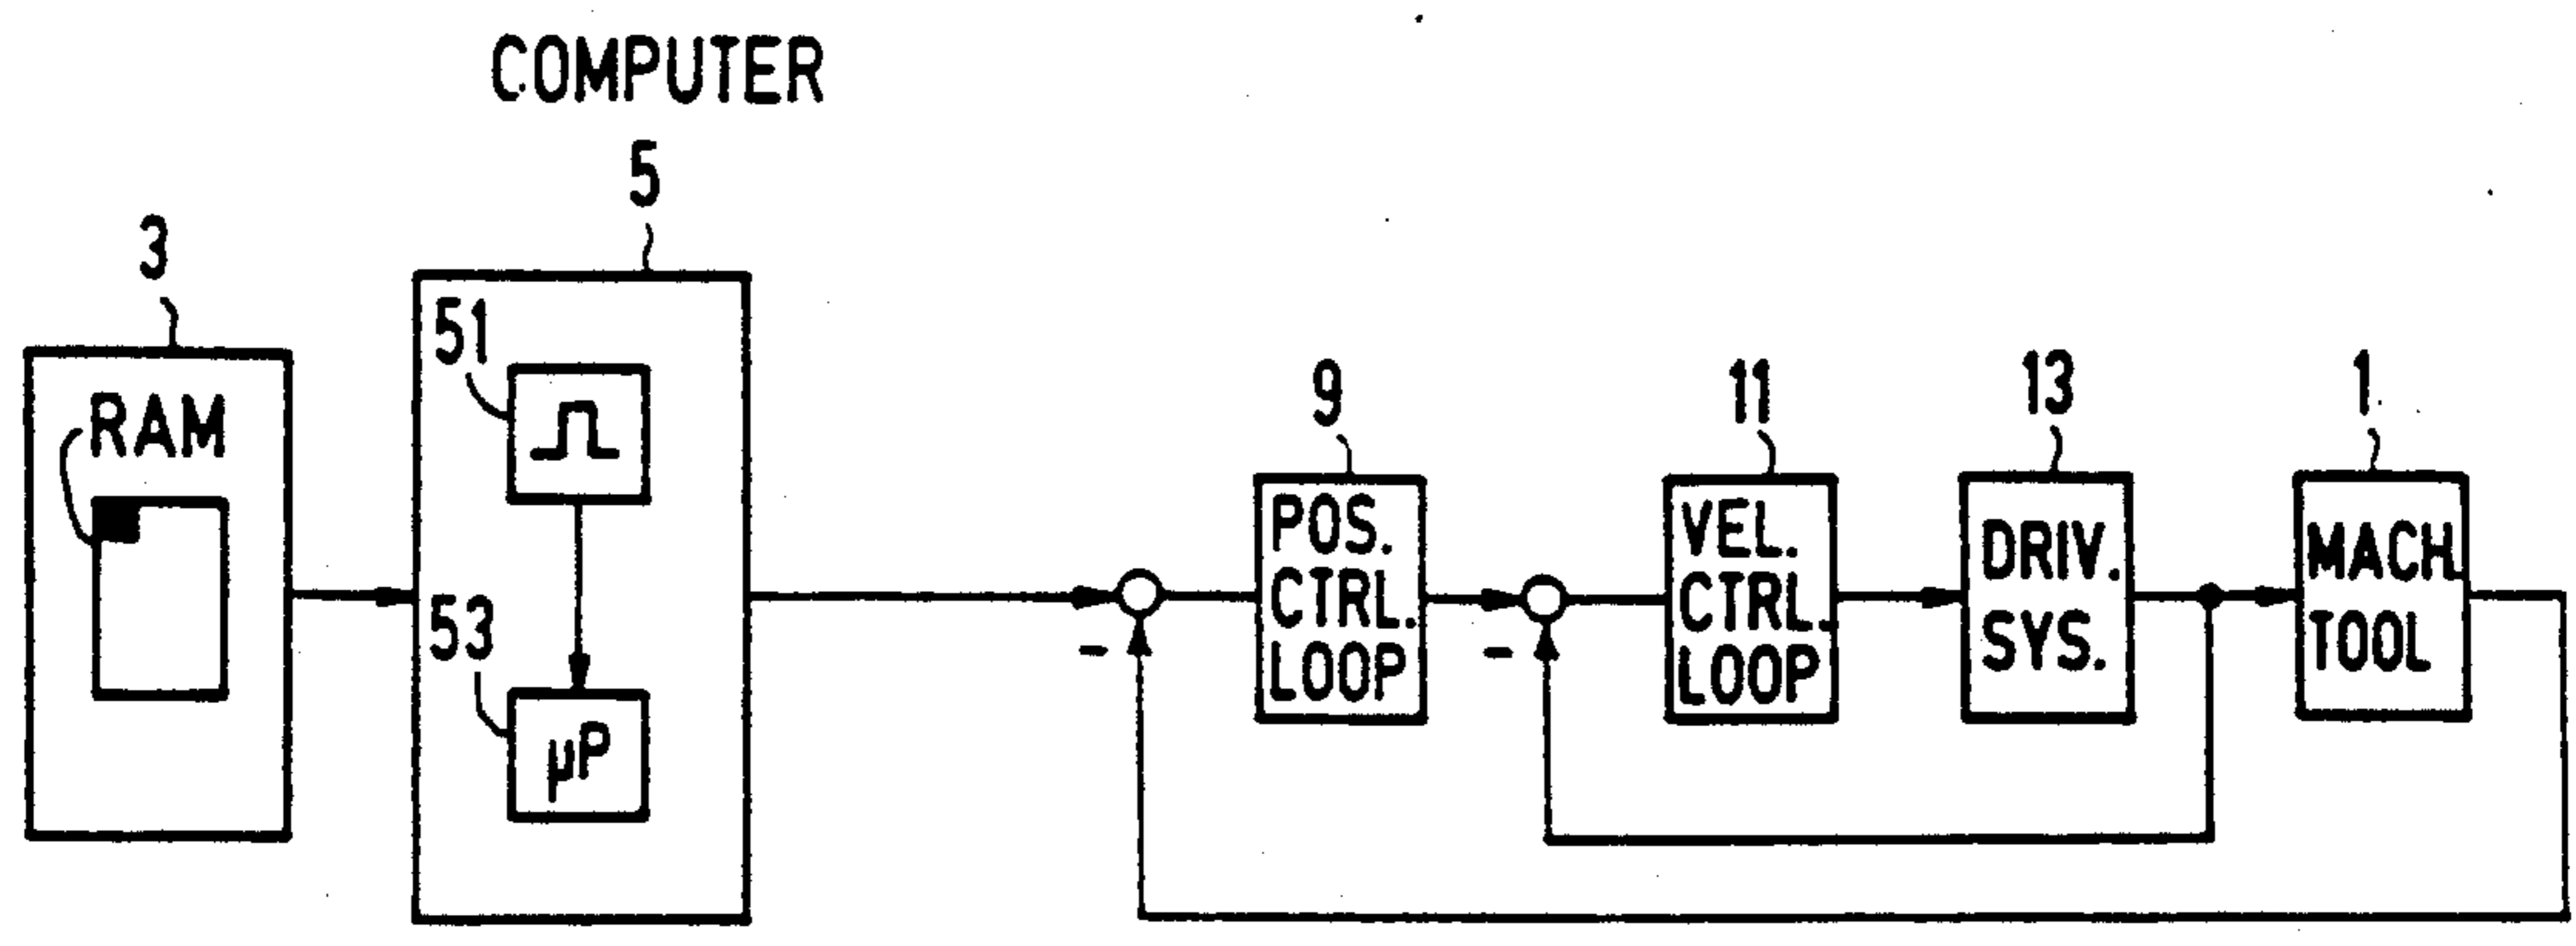 COMPUTER
5
3
RAM
51
53
µP
9
POS.
CTRL.
LOOP
-
11
VEL.
CTRL.
LOOP
-
13
DRIV.
SYS.
1
MACH.
TOOL